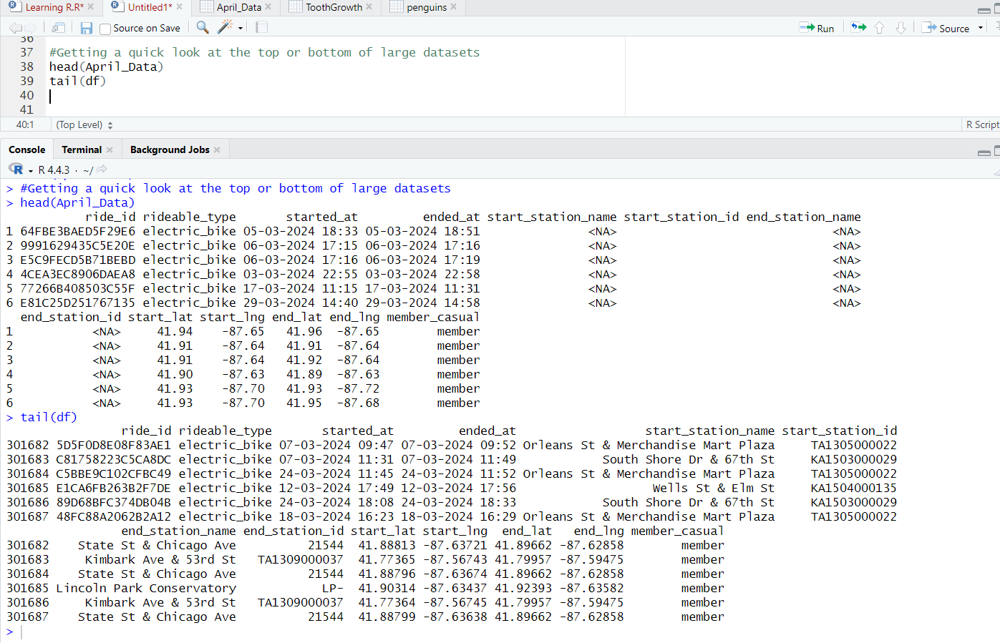 Learning R.R* Untitled1* April_Data ToothGrowth penguins
Source on Save Run Source
36
37 #Getting a quick look at the top or bottom of large datasets
38 head(April_Data)
39 tail(df)
40
41
40:1 (Top Level) R Script
Console Terminal Background Jobs
R 4.4.3 · ~/
> #Getting a quick look at the top or bottom of large datasets
> head(April_Data)
ride_id rideable_type started_at ended_at start_station_name start_station_id end_station_name
1 64FBE3BAED5F29E6 electric_bike 05-03-2024 18:33 05-03-2024 18:51 <NA> <NA>
2 9991629435C5E20E electric_bike 06-03-2024 17:15 06-03-2024 17:16 <NA> <NA>
3 E5C9FECD5B71BEBD electric_bike 06-03-2024 17:16 06-03-2024 17:19 <NA> <NA>
4 4CEA3EC8906DAEA8 electric_bike 03-03-2024 22:55 03-03-2024 22:58 <NA> <NA>
5 77266B408503C55F electric_bike 17-03-2024 11:15 17-03-2024 11:31 <NA> <NA>
6 E81C25D251767135 electric_bike 29-03-2024 14:40 29-03-2024 14:58 <NA> <NA>
end_station_id start_lat start_lng end_lat end_lng member_casual
1 <NA> 41.94 -87.65 41.96 -87.65 member
2 <NA> 41.91 -87.64 41.91 -87.64 member
3 <NA> 41.91 -87.64 41.92 -87.64 member
4 <NA> 41.90 -87.63 41.89 -87.63 member
5 <NA> 41.93 -87.70 41.93 -87.72 member
6 <NA> 41.93 -87.70 41.95 -87.68 member
> tail(df)
ride_id rideable_type started_at ended_at start_station_name start_station_id
301682 5D5F0D8E08F83AE1 electric_bike 07-03-2024 09:47 07-03-2024 09:52 Orleans St & Merchandise Mart Plaza TA1305000022
301683 C81758223C5CA8DC electric_bike 07-03-2024 11:31 07-03-2024 11:49 South Shore Dr & 67th St KA1503000029
301684 C5BBE9C102CFBC49 electric_bike 24-03-2024 11:45 24-03-2024 11:52 Orleans St & Merchandise Mart Plaza TA1305000022
301685 E1CA6FB263B2F7DE electric_bike 12-03-2024 17:49 12-03-2024 17:56 Wells St & Elm St KA1504000135
301686 89D68BFC374DB04B electric_bike 24-03-2024 18:08 24-03-2024 18:33 South Shore Dr & 67th St KA1503000029
301687 48FC88A2062B2A12 electric_bike 18-03-2024 16:23 18-03-2024 16:29 Orleans St & Merchandise Mart Plaza TA1305000022
end_station_name end_station_id start_lat start_lng end_lat end_lng member_casual
301682 State St & Chicago Ave 21544 41.88813 -87.63721 41.89662 -87.62858 member
301683 Kimbark Ave & 53rd St TA1309000037 41.77365 -87.56743 41.79957 -87.59475 member
301684 State St & Chicago Ave 21544 41.88796 -87.63674 41.89662 -87.62858 member
301685 Lincoln Park Conservatory LP- 41.90314 -87.63437 41.92393 -87.63582 member
301686 Kimbark Ave & 53rd St TA1309000037 41.77364 -87.56745 41.79957 -87.59475 member
301687 State St & Chicago Ave 21544 41.88799 -87.63638 41.89662 -87.62858 member
>